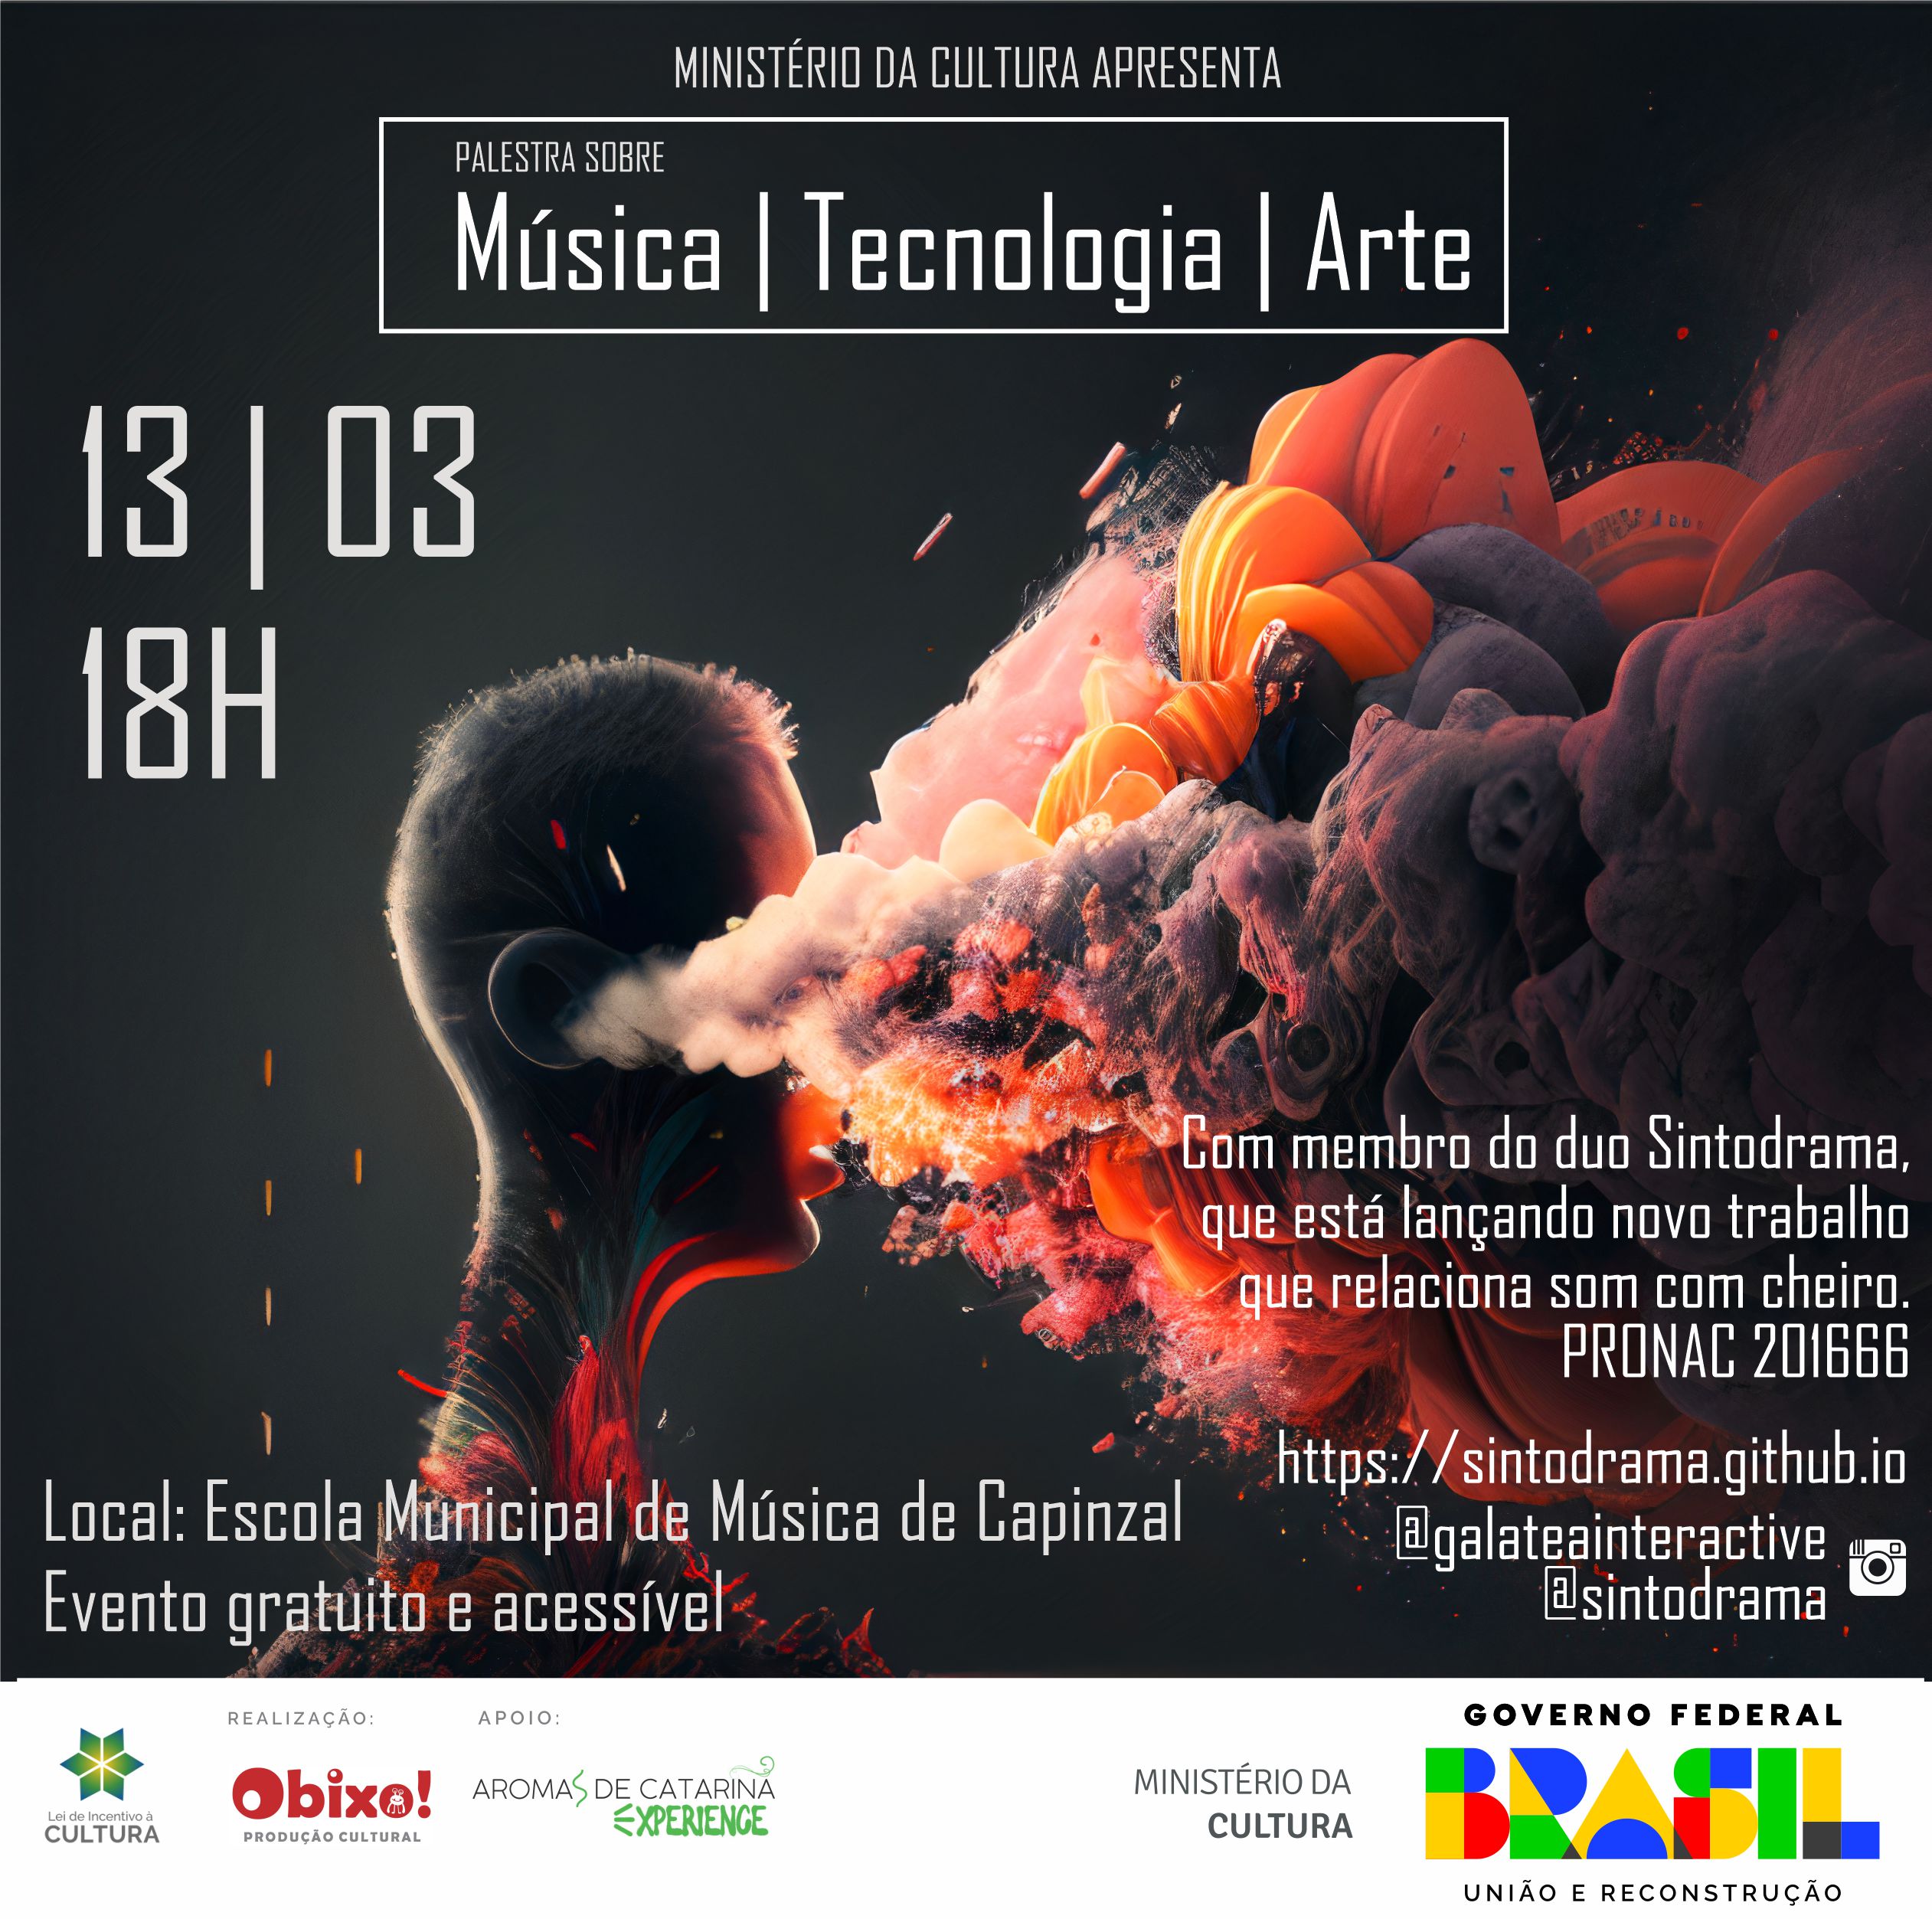 MINISTÉRIO DA CULTURA APRESENTA
PALESTRA SOBRE
Música | Tecnologia | Arte
13 | 03
18H
Com membro do duo Sintodrama,
que está lançando novo trabalho
que relaciona som com cheiro.
PRONAC 201666
https://sintodrama.github.io
@galateainteractive
@sintodrama
Local: Escola Municipal de Música de Capinzal
Evento gratuito e acessível
Lei de Incentivo à
CULTURA
REALIZAÇÃO:
Obixo!
PRODUÇÃO CULTURAL
APOIO:
AROMAS DE CATARINA
EXPERIENCE
MINISTÉRIO DA
CULTURA
GOVERNO FEDERAL
BRASIL
UNIÃO E RECONSTRUÇÃO